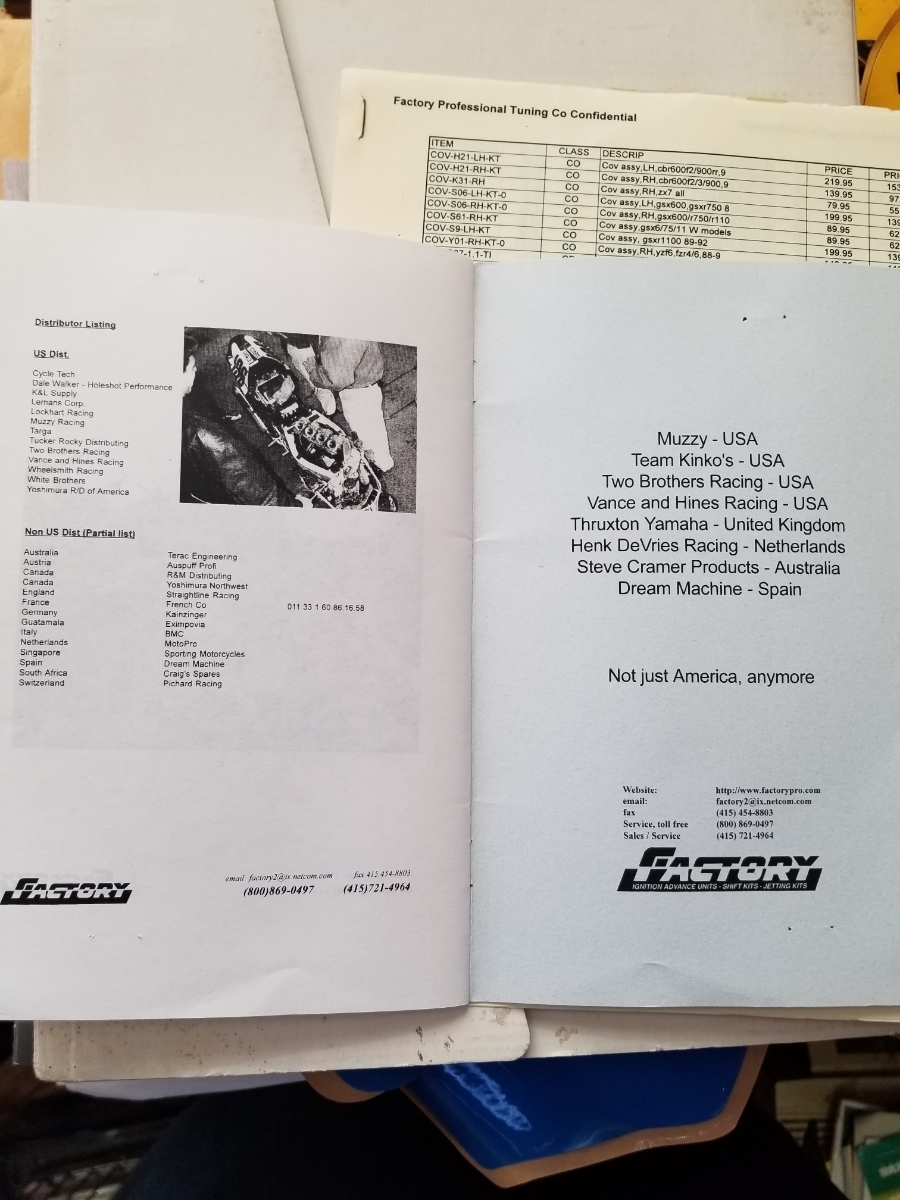 Factory Professional Tuning Co Confidential
ITEM CLASS DESCRIP PRICE
COV-H21-LH-KT CO Cov assy,LH,cbr600f2/900rr,9 219.95
COV-H21-RH-KT CO Cov assy,RH,cbr600f2/3/900,9 139.95
COV-K31-RH CO Cov assy,RH,zx7 all 79.95
COV-S06-LH-KT-0 CO Cov assy,LH,gsx600,gsxr750 8 199.95
COV-S06-RH-KT-0 CO Cov assy,RH,gsx600/r750/r110 89.95
COV-S61-RH-KT CO Cov assy,gsx6/75/11 W models 89.95
COV-S9-LH-KT CO Cov assy, gsxr1100 89-92 199.95
COV-Y01-RH-KT-0 CO Cov assy,RH,yzf6,fzr4/6,88-9
Distributor Listing
US Dist.
Cycle Tech
Dale Walker - Holeshot Performance
K&L Supply
Lemans Corp.
Lockhart Racing
Muzzy Racing
Targa
Tucker Rocky Distributing
Two Brothers Racing
Vance and Hines Racing
Wheelsmith Racing
White Brothers
Yoshimura R/D of America
Non US Dist (Partial list)
Australia Terac Engineering
Austria Auspuff Profi
Canada R&M Distributing
Canada Yoshimura Northwest
England Straightline Racing
France French Co 011 33 1 60 86.16.58
Germany Kainzinger
Guatamala Eximpovia
Italy BMC
Netherlands MotoPro
Singapore Sporting Motorcycles
Spain Dream Machine
South Africa Craig's Spares
Switzerland Pichard Racing
FACTORY
email factory2@ix.netcom.com fax 415 454-8803
(800)869-0497 (415)721-4964
Muzzy - USA
Team Kinko's - USA
Two Brothers Racing - USA
Vance and Hines Racing - USA
Thruxton Yamaha - United Kingdom
Henk DeVries Racing - Netherlands
Steve Cramer Products - Australia
Dream Machine - Spain
Not just America, anymore
Website: http://www.factorypro.com
email: factory2@ix.netcom.com
fax (415) 454-8803
Service, toll free (800) 869-0497
Sales / Service (415) 721-4964
FACTORY
IGNITION ADVANCE UNITS - SHIFT KITS - JETTING KITS